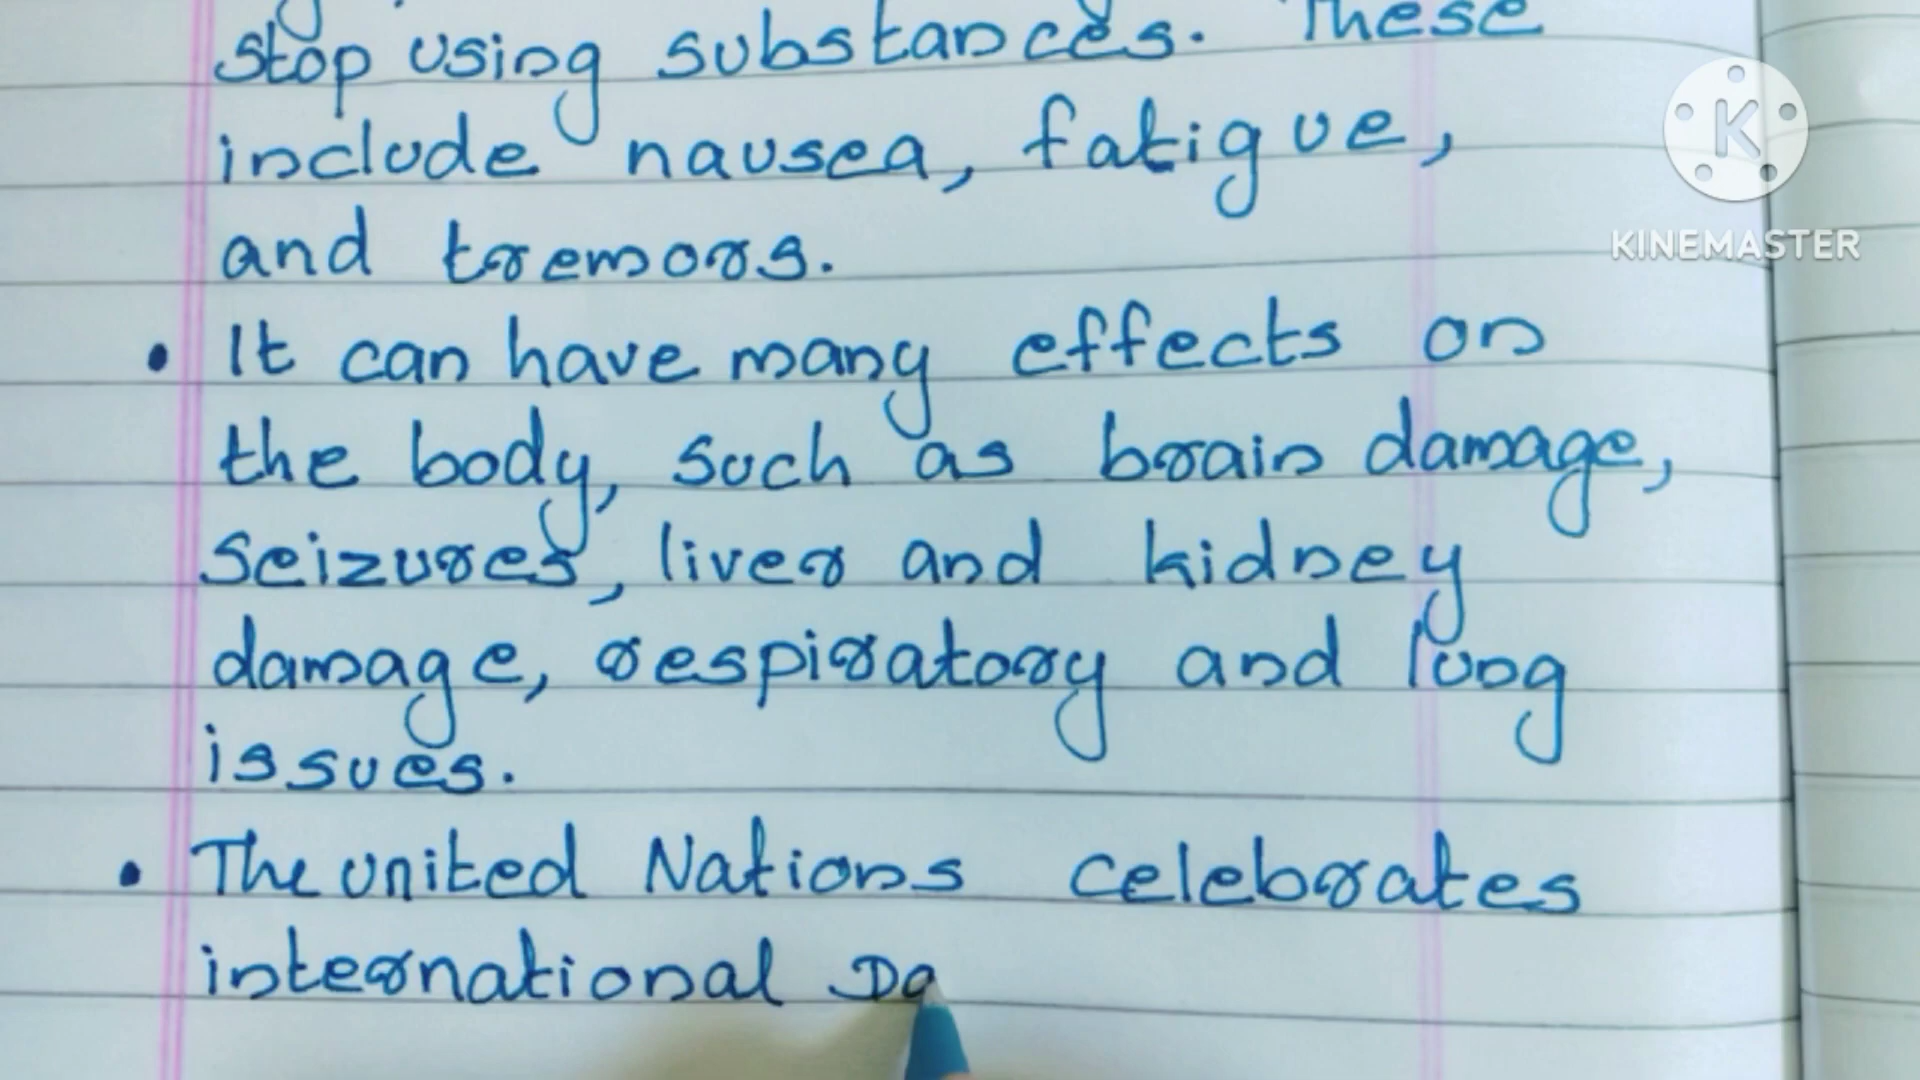 stop using substances. These
include nausea, fatigue,
and tremors.
• It can have many effects on
the body, such as brain damage,
seizures, liver and kidney
damage, respiratory and lung
issues.
• The united Nations celebrates
international Da
K
KINEMASTER